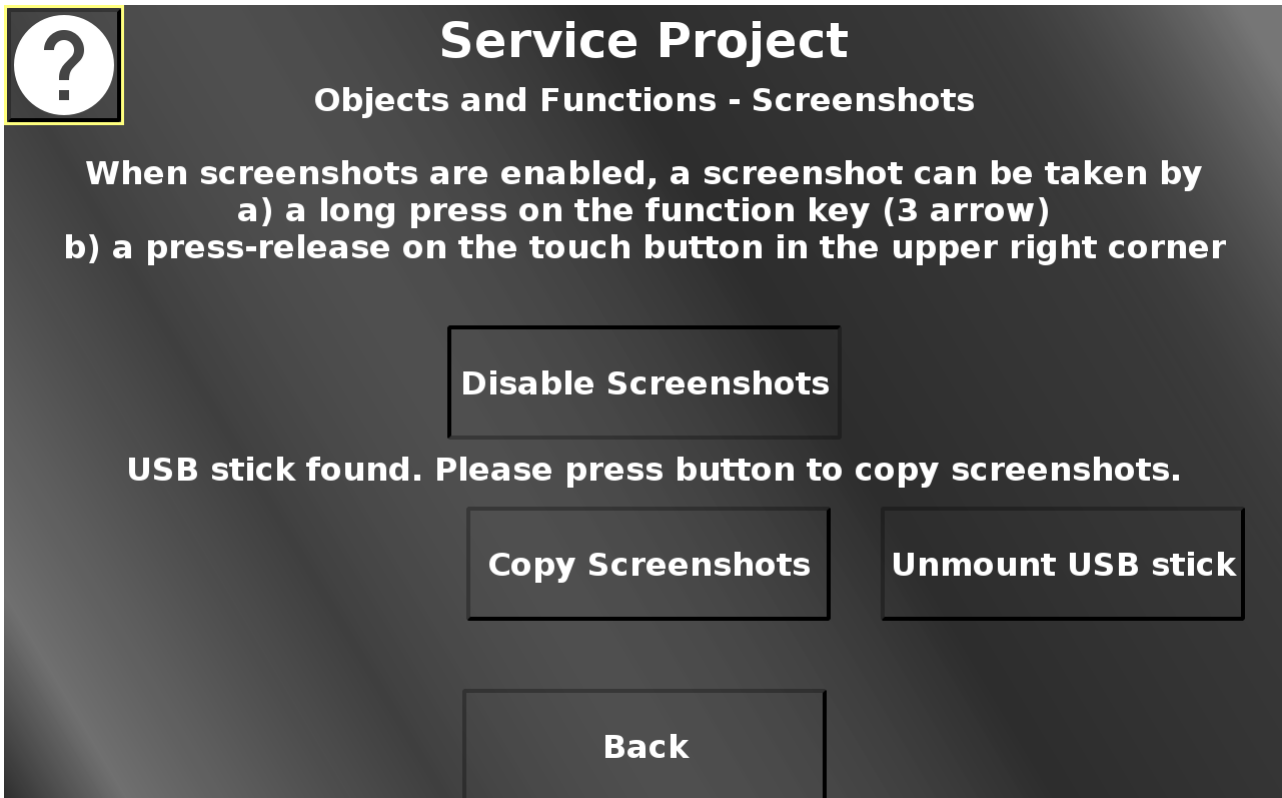 ?
Service Project
Objects and Functions - Screenshots
When screenshots are enabled, a screenshot can be taken by
a) a long press on the function key (3 arrow)
b) a press-release on the touch button in the upper right corner
Disable Screenshots
USB stick found. Please press button to copy screenshots.
Copy Screenshots
Unmount USB stick
Back